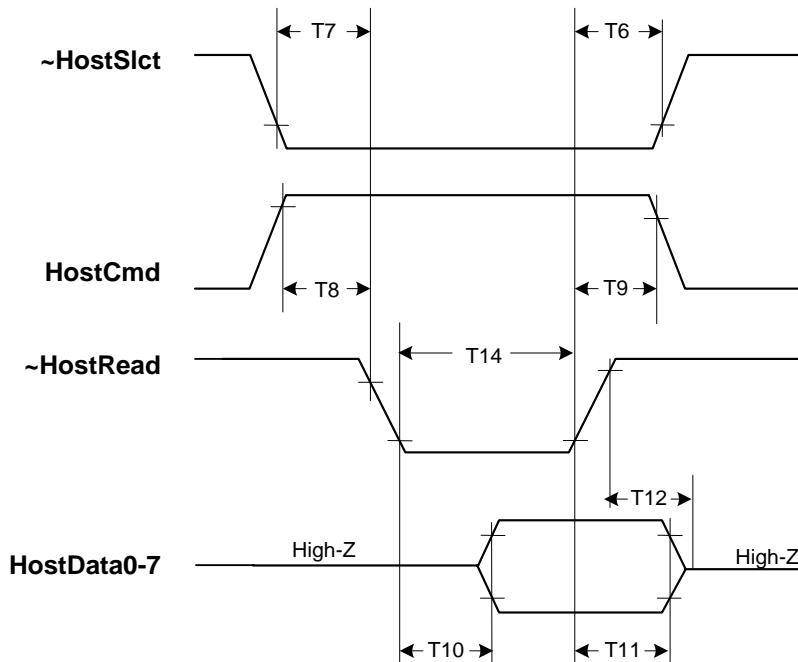 T7
T6
~HostSlct
HostCmd
T8
T9
~HostRead
T14
T12
High-Z
High-Z
HostData0-7
T10
T11